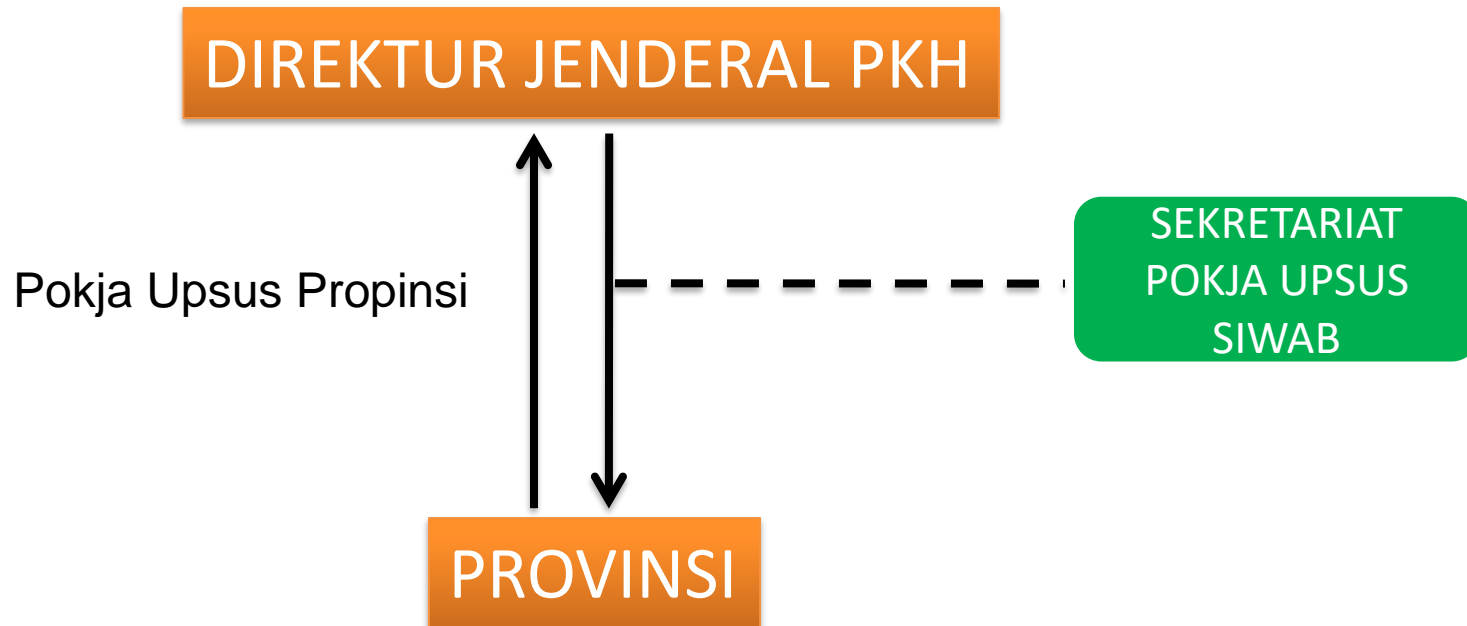 DIREKTUR JENDERAL PKH
SEKRETARIAT
POKJA UPSUS
SIWAB
Pokja Upsus Propinsi
PROVINSI